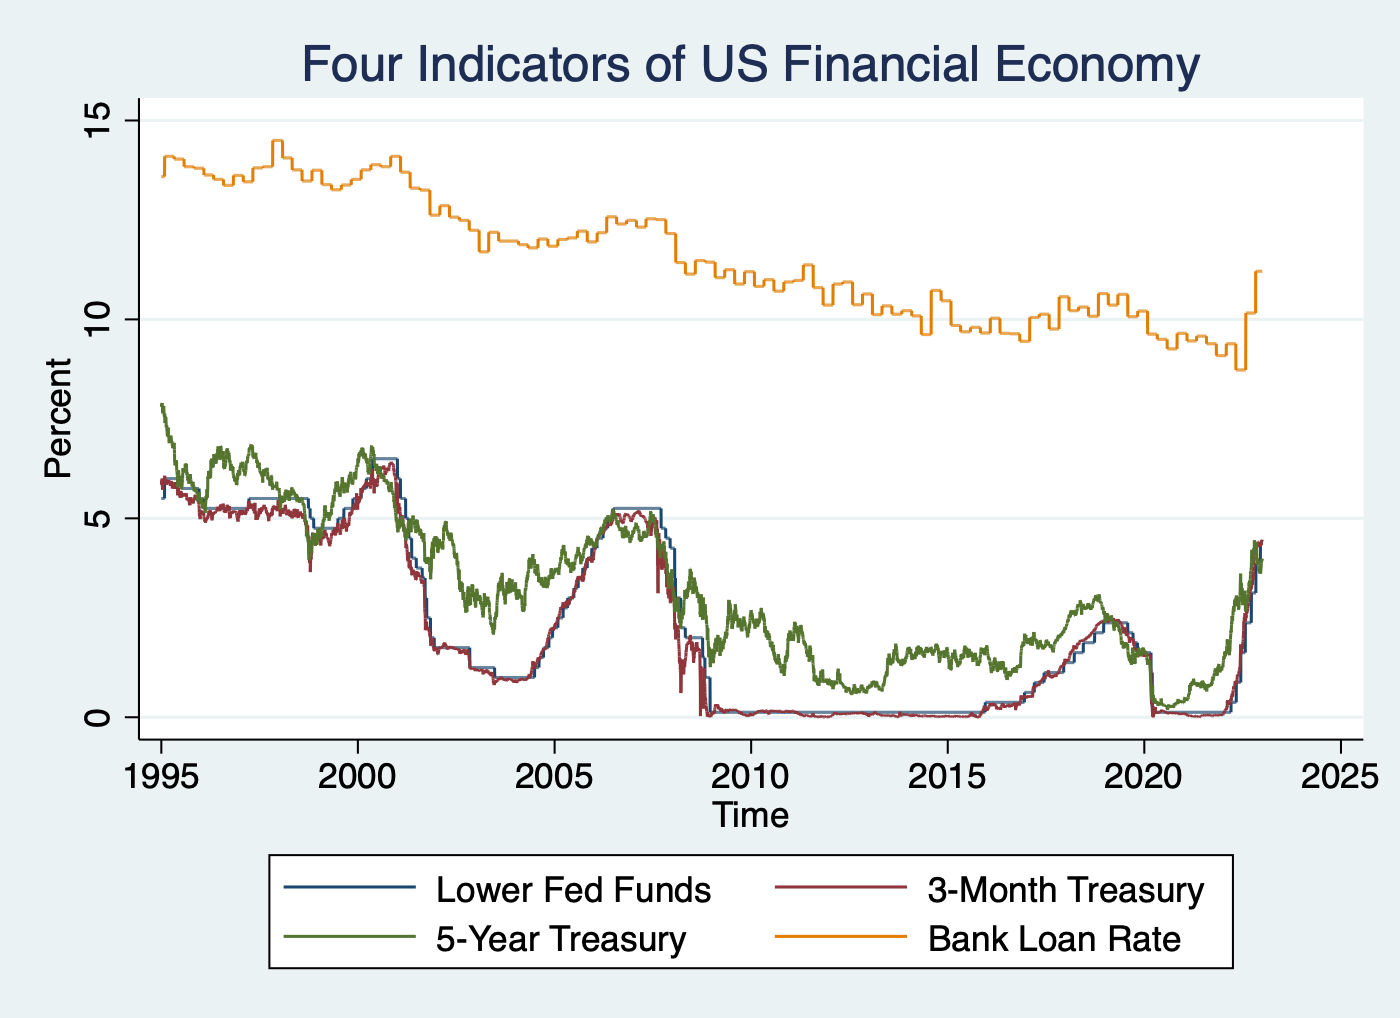 Four Indicators of US Financial Economy
15
10
5
0
Percent
1995 2000 2005 2010 2015 2020 2025
Time
Lower Fed Funds 3-Month Treasury
5-Year Treasury Bank Loan Rate